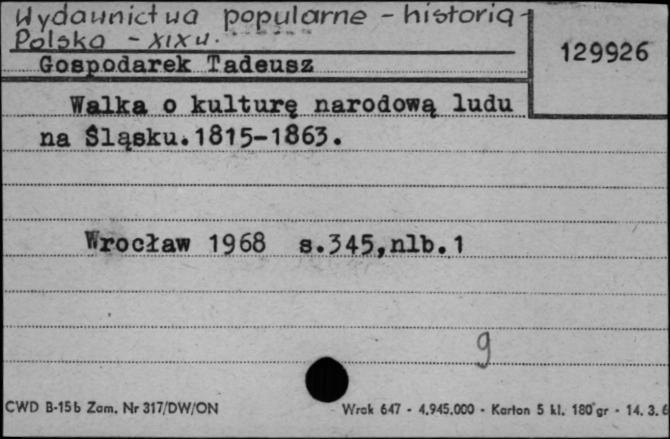 Wydawnictwa popularne - historia -
Polska - XIX w.
129926
Gospodarek Tadeusz
Walka o kulturę narodową ludu
na Śląsku.1815-1863.
Wrocław 1968 s.345,nlb.1
9
CWD B-15b Zam. Nr 317/DW/ON
Wrak 647 - 4.945.000 - Karton 5 kl. 180 gr - 14. 3. 6